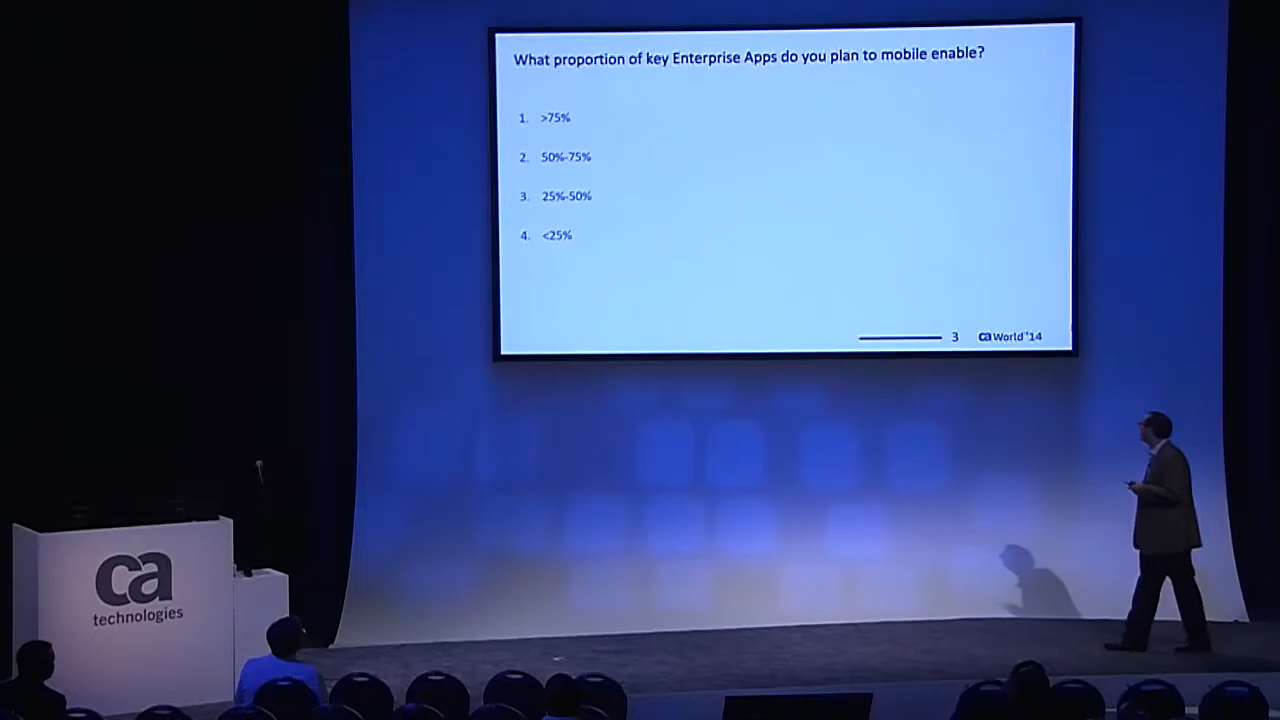 What proportion of key Enterprise Apps do you plan to mobile enable?
1. >75%
2. 50%-75%
3. 25%-50%
4. <25%
3 ca World '14
ca
technologies